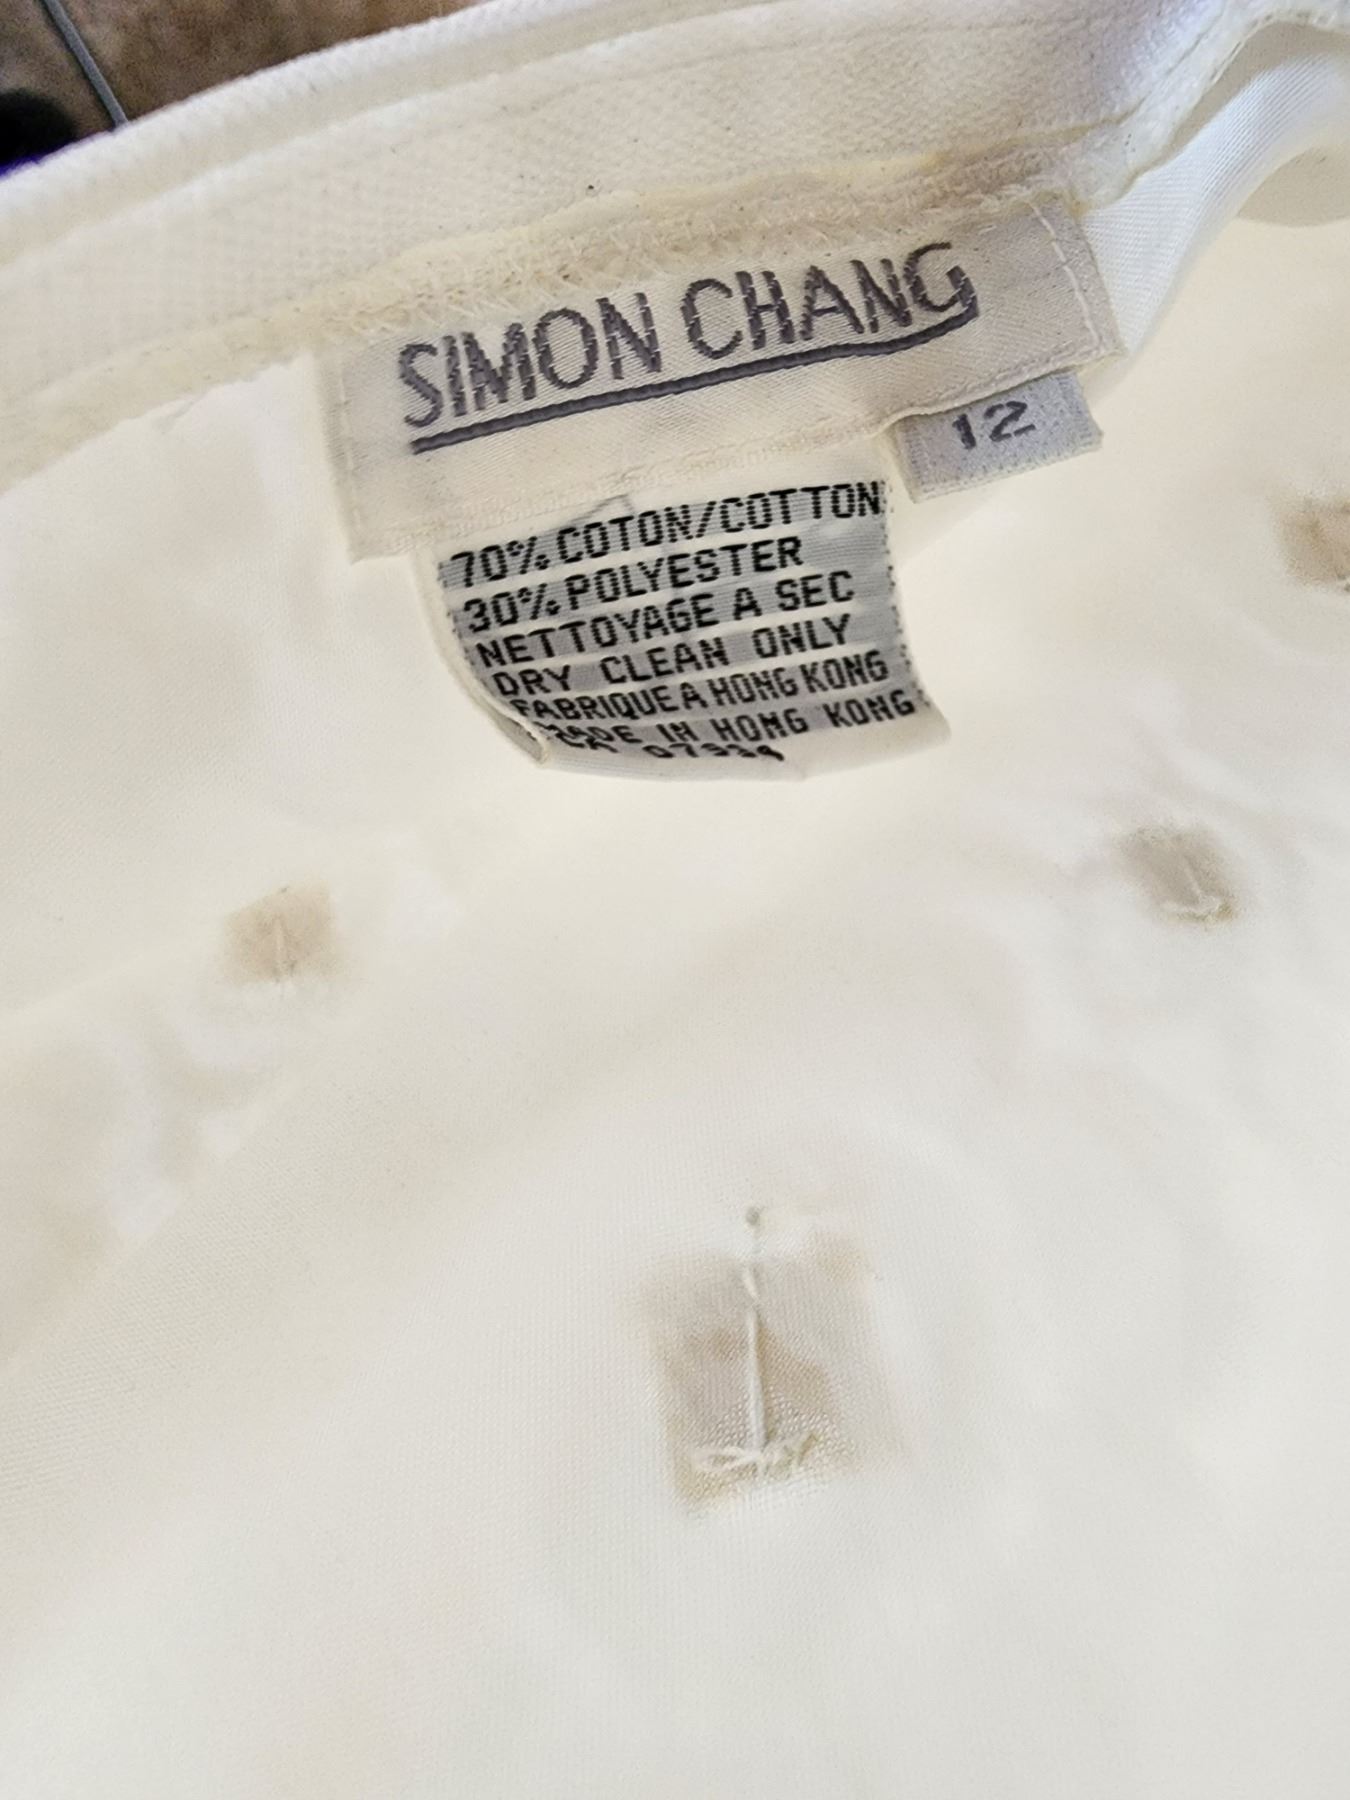 SIMON CHANG
12
70% COTON/COTTON
30% POLYESTER
NETTOYAGE A SEC
DRY CLEAN ONLY
FABRIQUE A HONG KONG
MADE IN HONG KONG